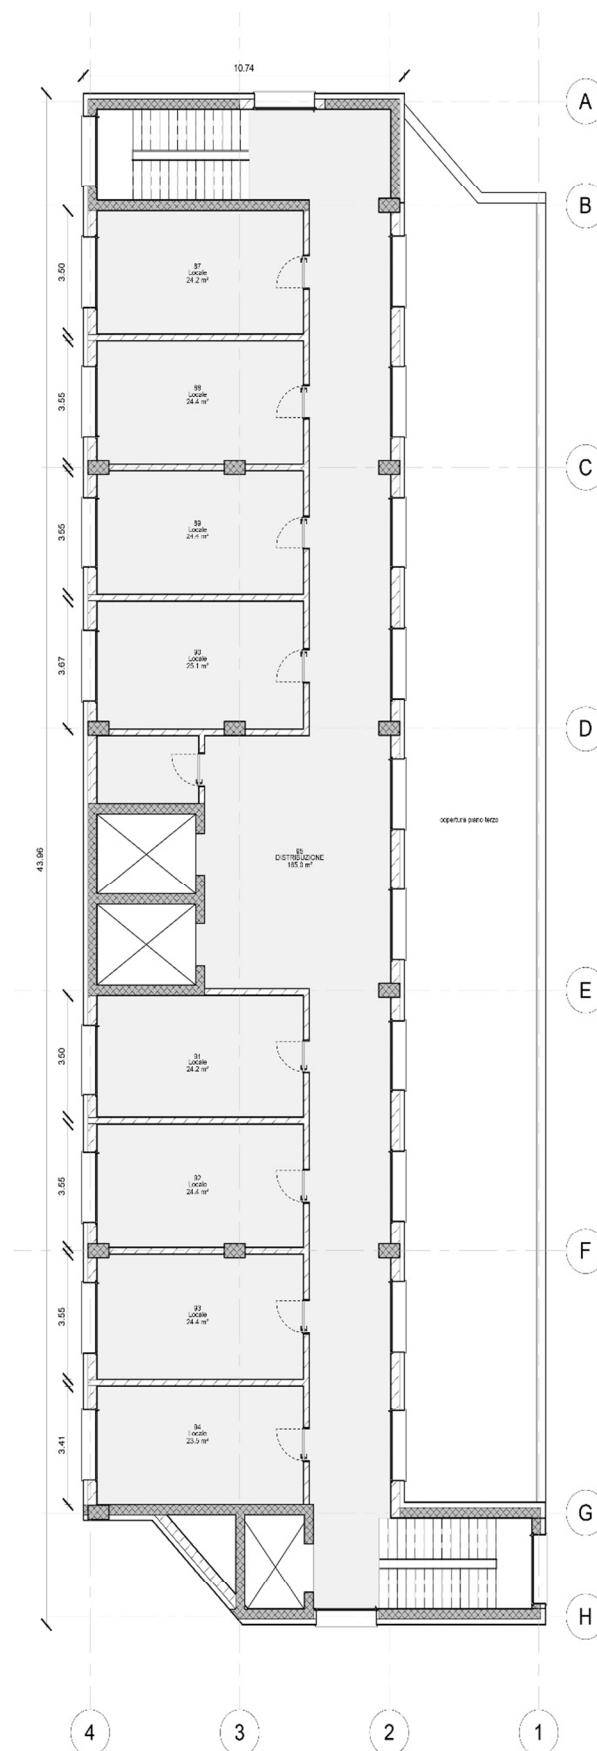 10.74
A
B
87
Locale
24.2 m²
3.50
88
Locale
24.4 m²
3.55
C
89
Locale
24.4 m²
3.55
90
Locale
25.1 m²
3.67
D
copertura piano terzo
95
DISTRIBUZIONE
165.0 m²
43.96
E
91
Locale
24.2 m²
3.50
92
Locale
24.4 m²
3.55
F
93
Locale
24.4 m²
3.55
94
Locale
23.5 m²
3.41
G
H
4
3
2
1